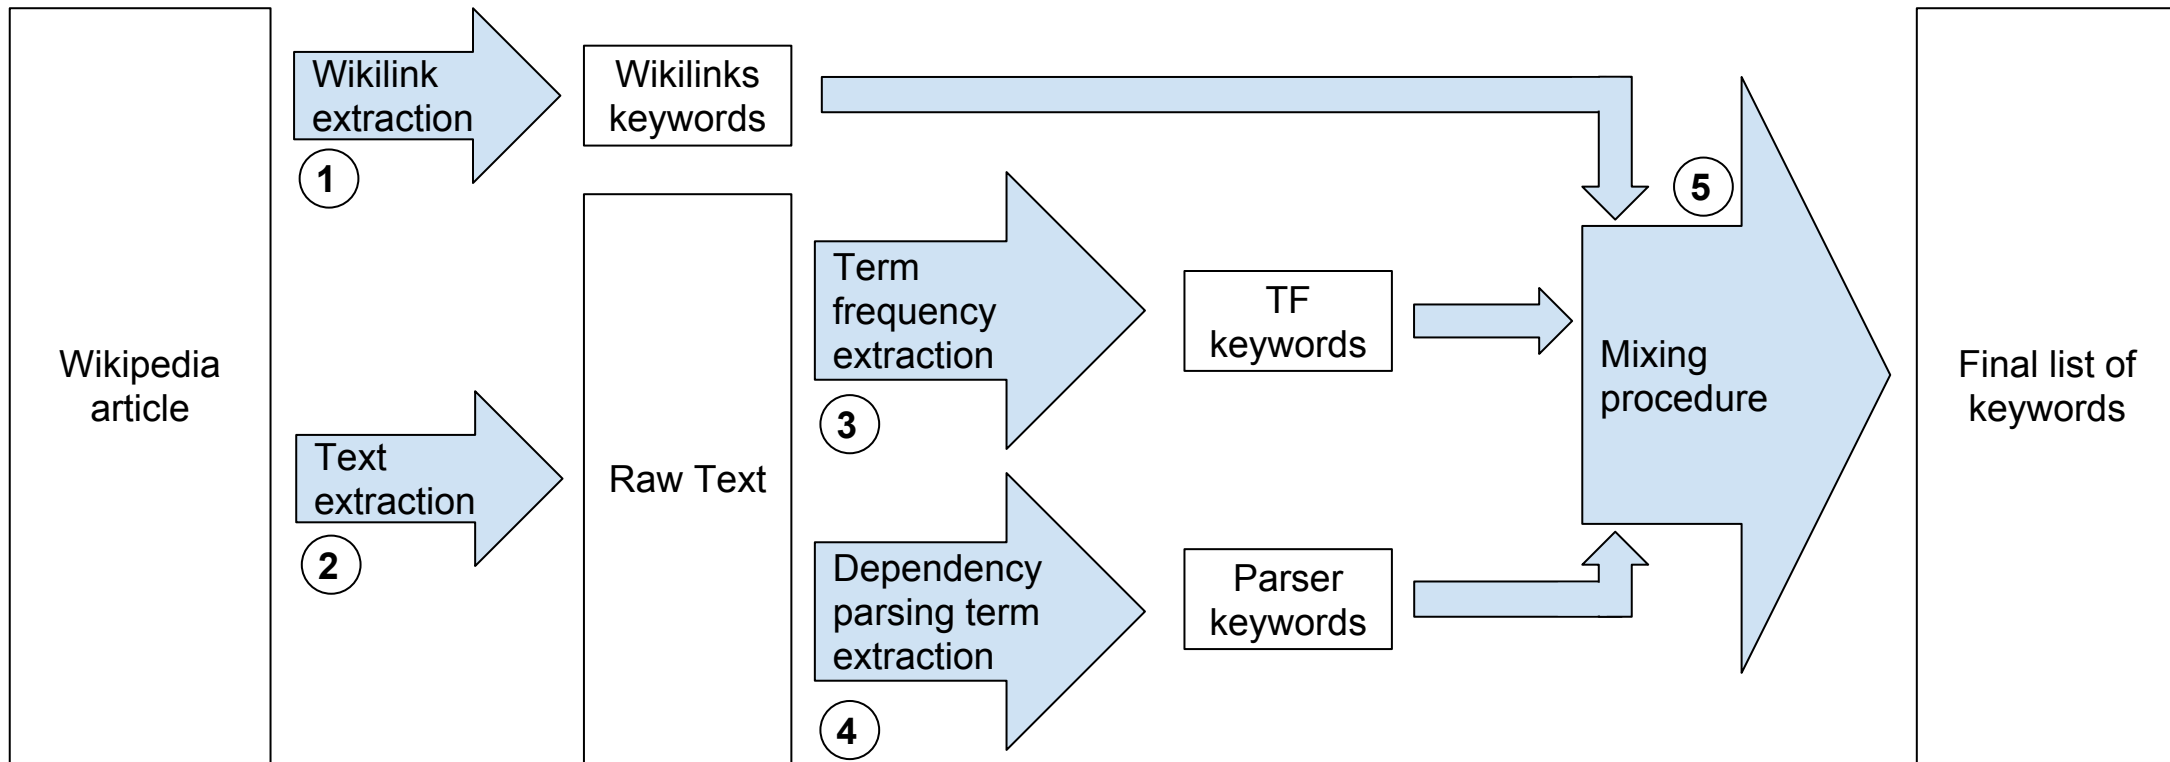 Wikipedia
article
Wikilink
extraction
1
Text
extraction
2
Wikilinks
keywords
Raw Text
Term
frequency
extraction
3
Dependency
parsing term
extraction
4
TF
keywords
Parser
keywords
5
Mixing
procedure
Final list of
keywords